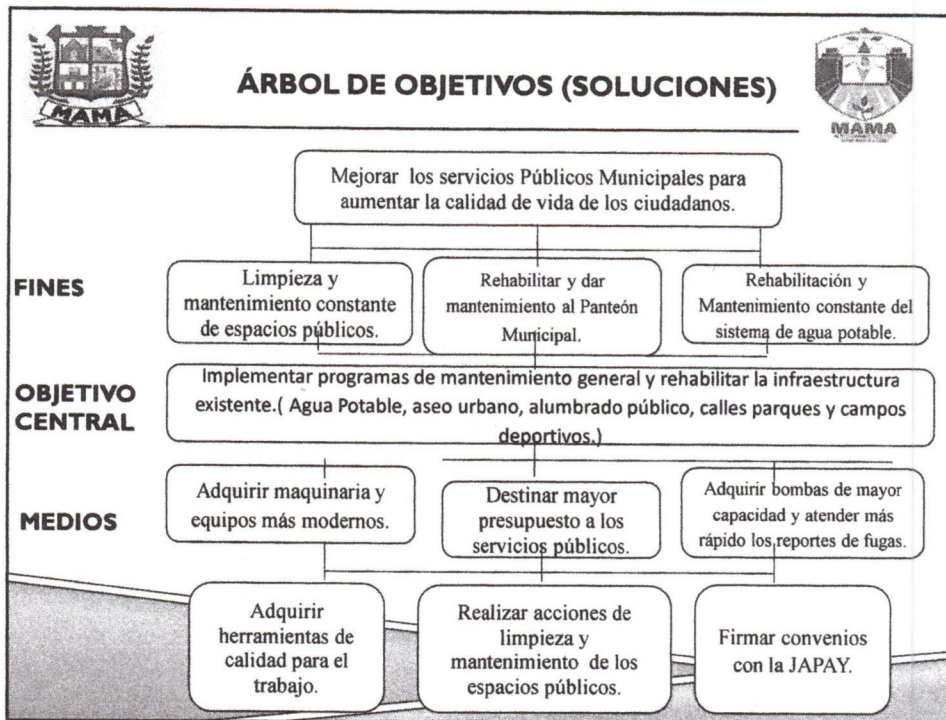 ÁRBOL DE OBJETIVOS (SOLUCIONES)
MAMA
MAMA
Mejorar los servicios Públicos Municipales para
aumentar la calidad de vida de los ciudadanos.
FINES
Limpieza y
mantenimiento constante
de espacios públicos.
Rehabilitar y dar
mantenimiento al Panteón
Municipal.
Rehabilitación y
Mantenimiento constante del
sistema de agua potable.
OBJETIVO
CENTRAL
Implementar programas de mantenimiento general y rehabilitar la infraestructura
existente.( Agua Potable, aseo urbano, alumbrado público, calles parques y campos
deportivos.)
MEDIOS
Adquirir maquinaria y
equipos más modernos.
Destinar mayor
presupuesto a los
servicios públicos.
Adquirir bombas de mayor
capacidad y atender más
rápido los reportes de fugas.
Adquirir
herramientas de
calidad para el
trabajo.
Realizar acciones de
limpieza y
mantenimiento de los
espacios públicos.
Firmar convenios
con la JAPAY.